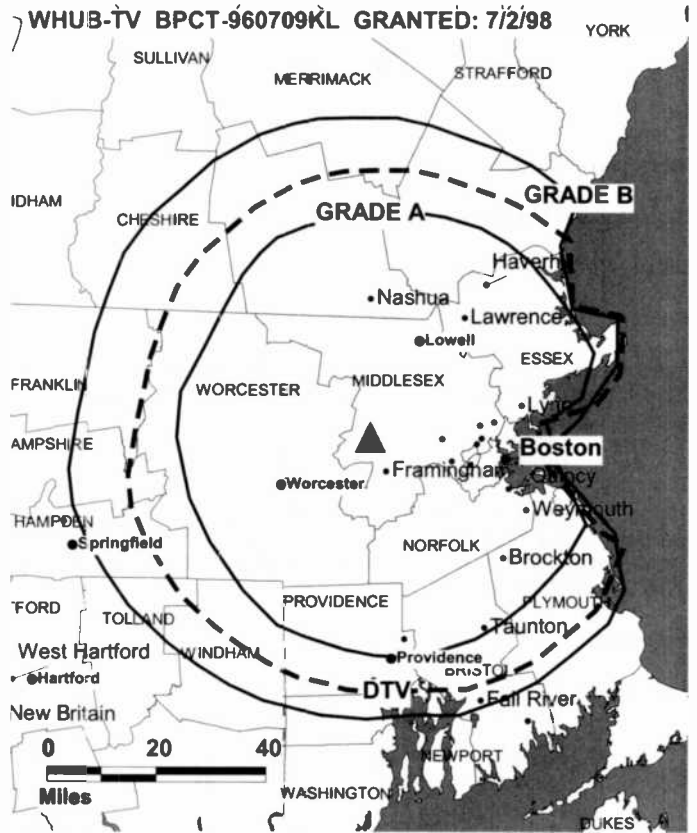 WHUB-TV BPCT-960709KL GRANTED: 7/2/98
YORK
SULLIVAN
MERRIMACK
STRAFFORD
IDHAM
CHESHIRE
GRADE A
GRADE B
Haverhill
Nashua
Lawrence
Lowell
ESSEX
FRANKLIN
WORCESTER
MIDDLESEX
Lynn
AMPSHIRE
Boston
Framingham
Quincy
Worcester
Weymouth
HAMPDEN
Springfield
NORFOLK
Brockton
PROVIDENCE
PLYMOUTH
TFORD
TOLLAND
Taunton
West Hartford
WINDHAM
Providence
BRISTOL
Hartford
DTV
Fall River
New Britain
0 20 40
NEWPORT
Miles
WASHINGTON
DUKES